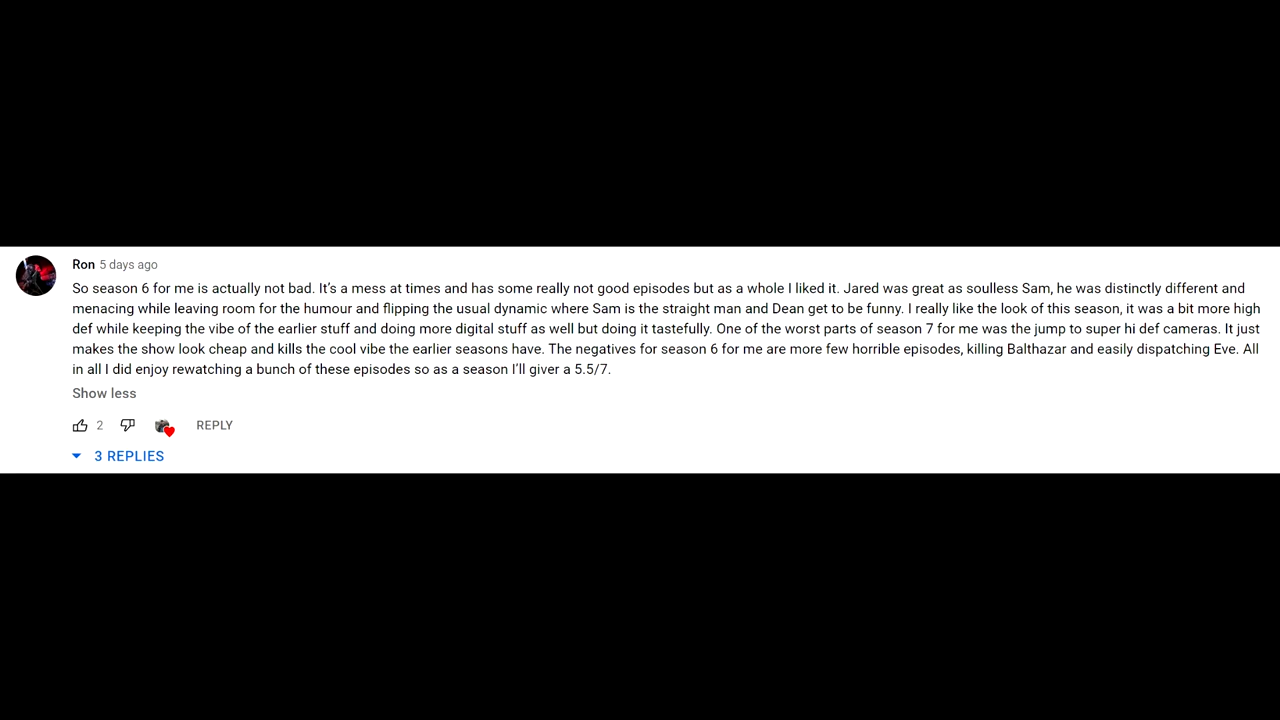 Ron 5 days ago
So season 6 for me is actually not bad. It’s a mess at times and has some really not good episodes but as a whole I liked it. Jared was great as soulless Sam, he was distinctly different and
menacing while leaving room for the humour and flipping the usual dynamic where Sam is the straight man and Dean get to be funny. I really like the look of this season, it was a bit more high
def while keeping the vibe of the earlier stuff and doing more digital stuff as well but doing it tastefully. One of the worst parts of season 7 for me was the jump to super hi def cameras. It just
makes the show look cheap and kills the cool vibe the earlier seasons have. The negatives for season 6 for me are more few horrible episodes, killing Balthazar and easily dispatching Eve. All
in all I did enjoy rewatching a bunch of these episodes so as a season I’ll giver a 5.5/7.
Show less
2 REPLY
3 REPLIES